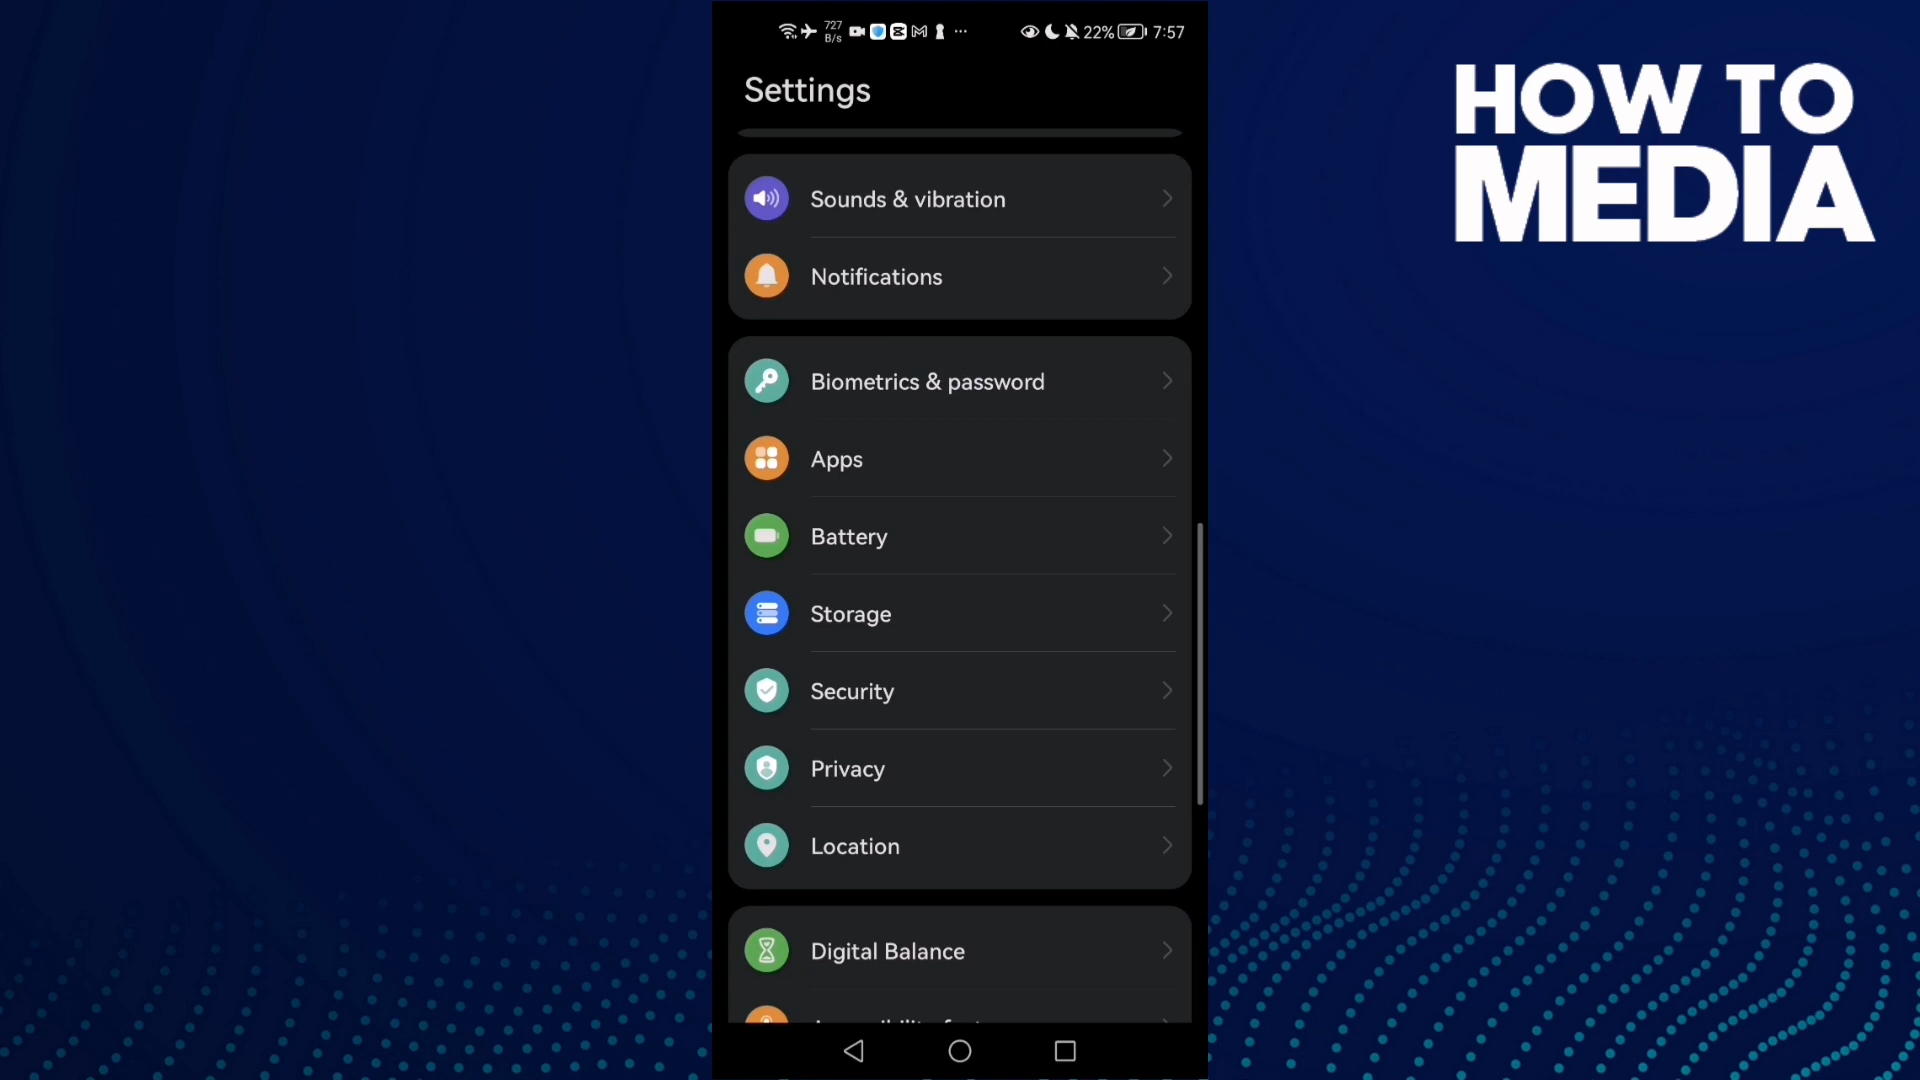 727
B/s
22%
7:57
Settings
HOW TO
MEDIA
Sounds & vibration
Notifications
Biometrics & password
Apps
Battery
Storage
Security
Privacy
Location
Digital Balance